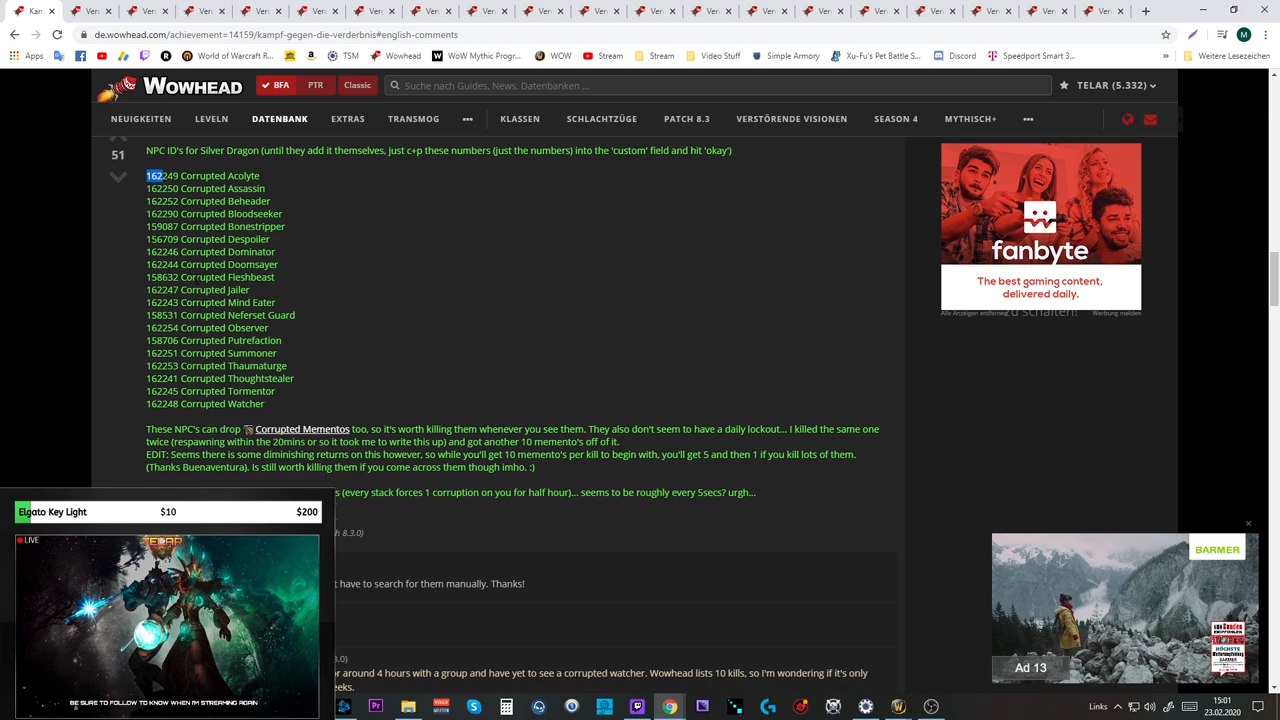 Kan
de.wowhead.com/achievement=14159/kampf-gegen-die-verderbnis#english-comments
M
Apps
World of Warcraft R...
TSM
Wowhead
WoW Mythic Progr...
WOW
Stream
Stream
Video Stuff
Simple Armory
Xu-Fu's Pet Battle S...
Discord
Speedport Smart 3...
Weitere Lesezeichen
WOWHEAD
BFA
PTR
Classic
Suche nach Guides, News, Datenbanken ...
TELAR (5.332)
NEUIGKEITEN
LEVELN
DATENBANK
EXTRAS
TRANSMOG
KLASSEN
SCHLACHTZÜGE
PATCH 8.3
VERSTÖRENDE VISIONEN
SEASON 4
MYTHISCH+
51
NPC ID's for Silver Dragon (until they add it themselves, just c+p these numbers (just the numbers) into the 'custom' field and hit 'okay')
162249 Corrupted Acolyte
162250 Corrupted Assassin
162252 Corrupted Beheader
162290 Corrupted Bloodseeker
159087 Corrupted Bonestripper
156709 Corrupted Despoiler
162246 Corrupted Dominator
162244 Corrupted Doomsayer
158632 Corrupted Fleshbeast
162247 Corrupted Jailer
162243 Corrupted Mind Eater
158531 Corrupted Neferset Guard
162254 Corrupted Observer
158706 Corrupted Putrefaction
162251 Corrupted Summoner
162253 Corrupted Thaumaturge
162241 Corrupted Thoughtstealer
162245 Corrupted Tormentor
162248 Corrupted Watcher
These NPC's can drop Corrupted Mementos too, so it's worth killing them whenever you see them. They also don't seem to have a daily lockout... I killed the same one
twice (respawning within the 20mins or so it took me to write this up) and got another 10 memento's off of it.
EDIT: Seems there is some diminishing returns on this however, so while you'll get 10 memento's per kill to begin with, you'll get 5 and then 1 if you kill lots of them.
(Thanks Buenaventura). Is still worth killing them if you come across them though imho. :)
s (every stack forces 1 corruption on you for half hour)... seems to be roughly every 5secs? urgh...
h 8.3.0)
t have to search for them manually. Thanks!
3.0)
r around 4 hours with a group and have yet to see a corrupted watcher. Wowhead lists 10 kills, so I'm wondering if it's only
eeks.
fanbyte
The best gaming content,
delivered daily.
Alle Anzeigen entfernen
zu schalten!
Werbung melden
Elgato Key Light
$10
$200
LIVE
TELAR
BE SURE TO FOLLOW TO KNOW WHEN I'M STREAMING AGAIN
BARMER
Ad 13
Links
15:01
23.02.2020